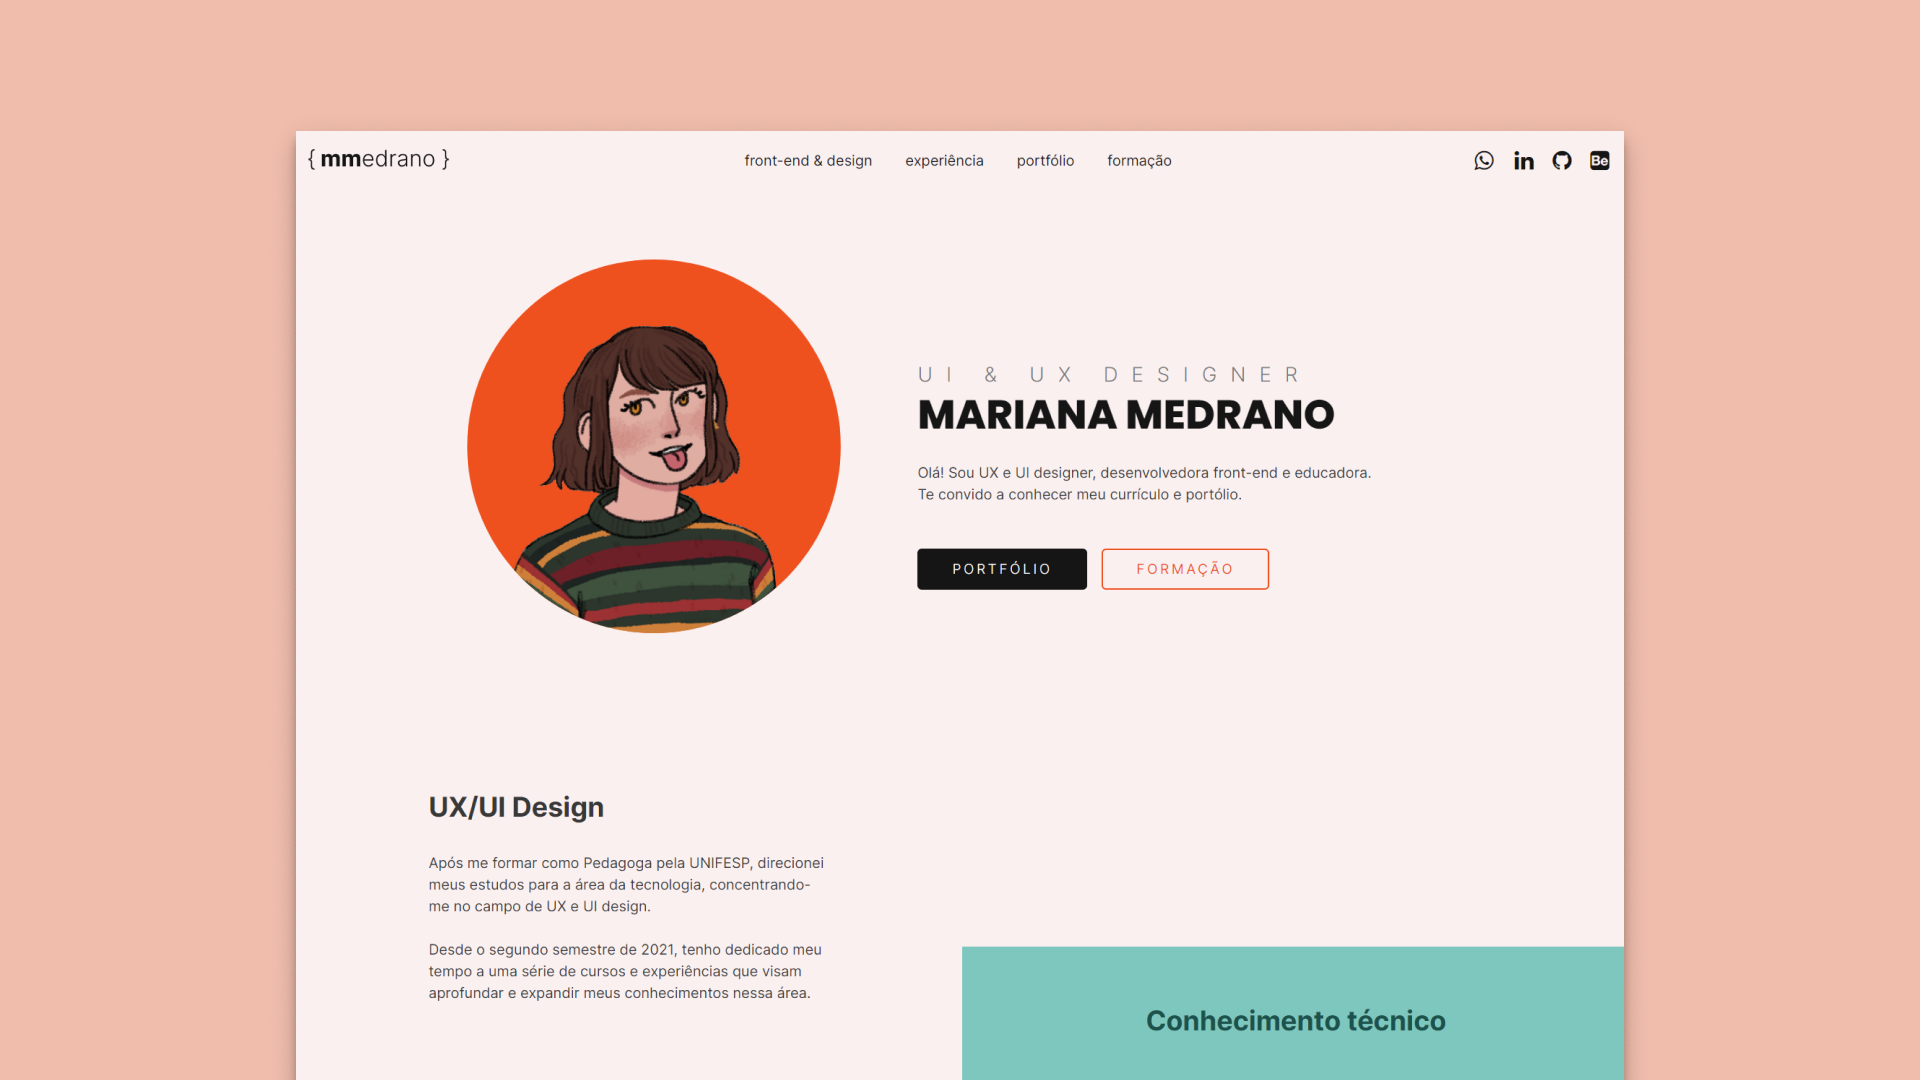 { mmedrano }
front-end & design
experiência
portfólio
formação
Be
UI & UX DESIGNER
MARIANA MEDRANO
Olá! Sou UX e UI designer, desenvolvedora front-end e educadora.
Te convido a conhecer meu currículo e portólio.
PORTFÓLIO
FORMAÇÃO
UX/UI Design
Após me formar como Pedagoga pela UNIFESP, direcionei
meus estudos para a área da tecnologia, concentrando-
me no campo de UX e UI design.
Desde o segundo semestre de 2021, tenho dedicado meu
tempo a uma série de cursos e experiências que visam
aprofundar e expandir meus conhecimentos nessa área.
Conhecimento técnico